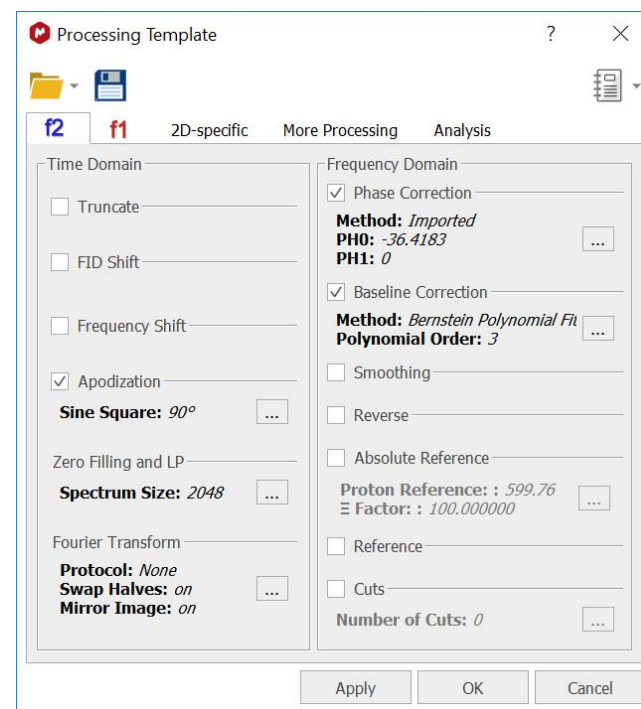 Processing Template
?
f2
f1
2D-specific
More Processing
Analysis
Time Domain
Truncate
FID Shift
Frequency Shift
Apodization
Sine Square: 90º
...
Zero Filling and LP
Spectrum Size: 2048
...
Fourier Transform
Protocol: None
Swap Halves: on
...
Mirror Image: on
Frequency Domain
Phase Correction
Method: Imported
PH0: -36.4183
...
PH1: 0
Baseline Correction
Method: Bernstein Polynomial Fit
...
Polynomial Order: 3
Smoothing
Reverse
Absolute Reference
Proton Reference: : 599.76
...
Ξ Factor: : 100.000000
Reference
Cuts
Number of Cuts: 0
...
Apply
OK
Cancel